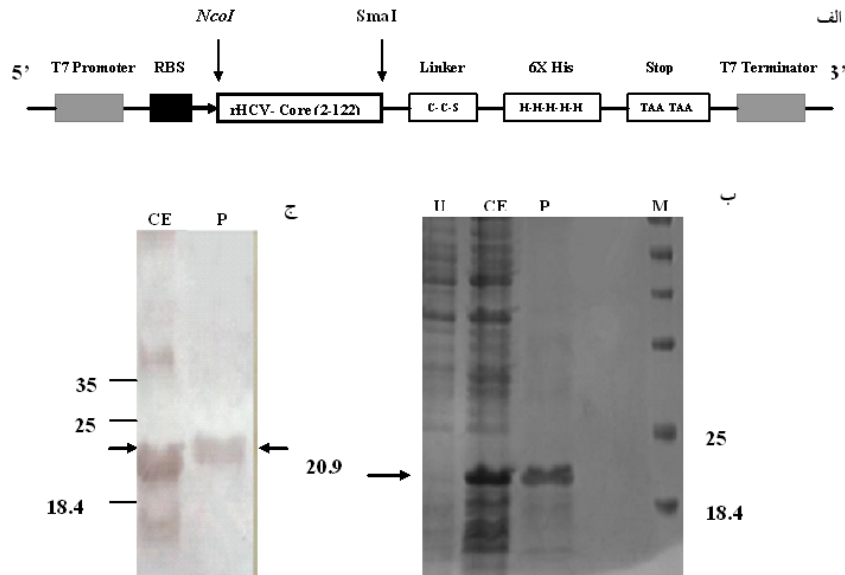 الف
NcoI SmaI
5’ T7 Promoter RBS Linker 6X His Stop T7 Terminator 3’
rHCV- Core (2-122) C- C-S H-H-H-H-H TAA TAA
ج
CE P
35
25
18.4
ب
U CE P M
20.9
25
18.4